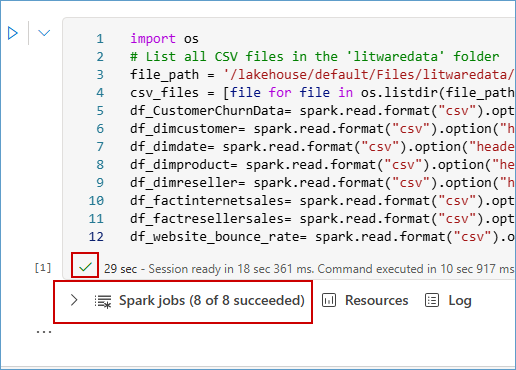 1 import os
2 # List all CSV files in the 'litwaredata' folder
3 file_path = '/lakehouse/default/Files/litwaredata/
4 csv_files = [file for file in os.listdir(file_path
5 df_CustomerChurnData= spark.read.format("csv").opt
6 df_dimcustomer= spark.read.format("csv").option("h
7 df_dimdate= spark.read.format("csv").option("heade
8 df_dimproduct= spark.read.format("csv").option("he
9 df_dimreseller= spark.read.format("csv").option("h
10 df_factinternetsales= spark.read.format("csv").opt
11 df_factresellersales= spark.read.format("csv").opt
12 df_website_bounce_rate= spark.read.format("csv").o
[1] 29 sec - Session ready in 18 sec 361 ms. Command executed in 10 sec 917 ms
Spark jobs (8 of 8 succeeded) Resources Log
...